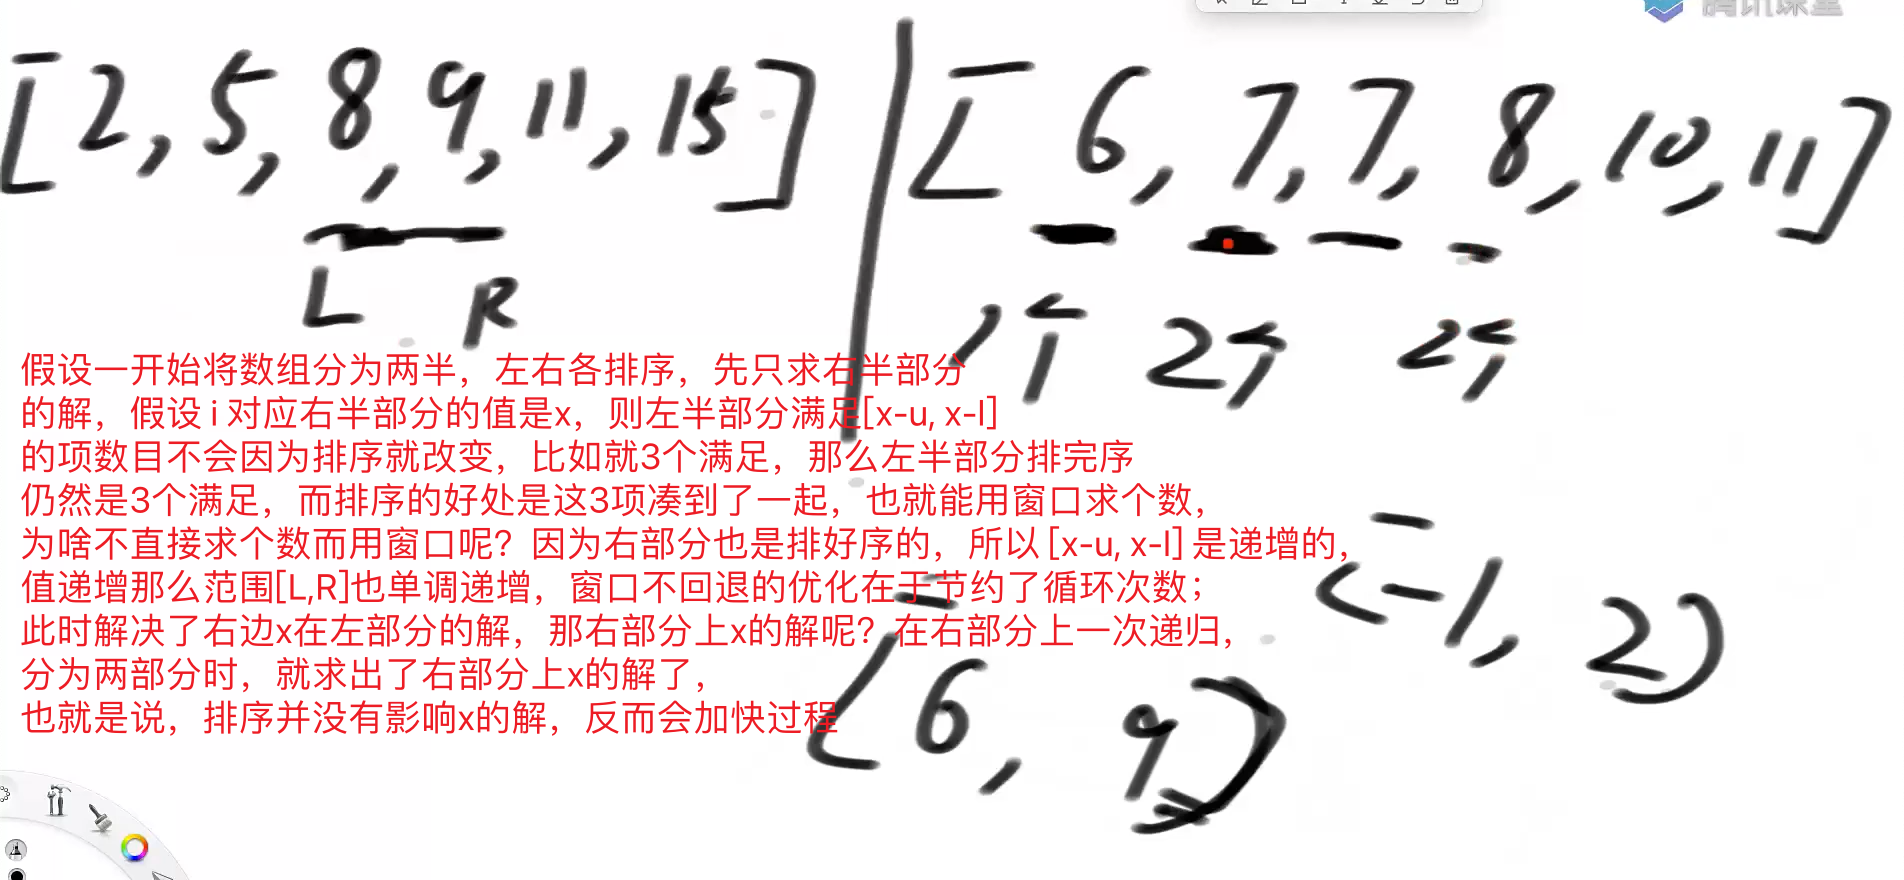 腾讯课堂
[2, 5, 8, 9, 11, 15] | [6, 7, 7, 8, 10, 11]
L R
1个 2个 2个
假设一开始将数组分为两半，左右各排序，先只求右半部分
的解，假设i对应右半部分的值是x，则左半部分满足[x-u, x-l]
的项数目不会因为排序就改变，比如就3个满足，那么左半部分排完序
仍然是3个满足，而排序的好处是这3项凑到了一起，也就能用窗口求个数，
为啥不直接求个数而用窗口呢？因为右部分也是排好序的，所以[x-u, x-l]是递增的，
值递增那么范围[L,R]也单调递增，窗口不回退的优化在于节约了循环次数；
此时解决了右边x在左部分的解，那右部分上x的解呢？在右部分上一次递归，
分为两部分时，就求出了右部分上x的解了，
也就是说，排序并没有影响x的解，反而会加快过程
(-1, 2)
(6, 9)